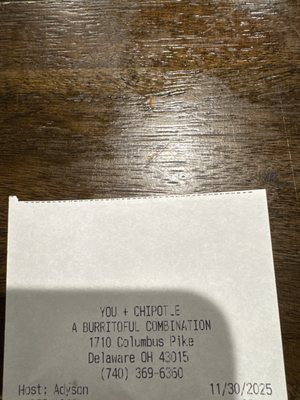 YOU + CHIPOTLE
A BURRITOFUL COMBINATION
1710 Columbus Pike
Delaware OH 43015
(740) 369-6360
Host: Adyson 11/30/2025